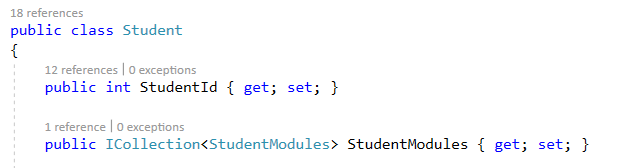 18 references
public class Student
{
12 references | 0 exceptions
public int StudentId { get; set; }
1 reference | 0 exceptions
public ICollection<StudentModules> StudentModules { get; set; }